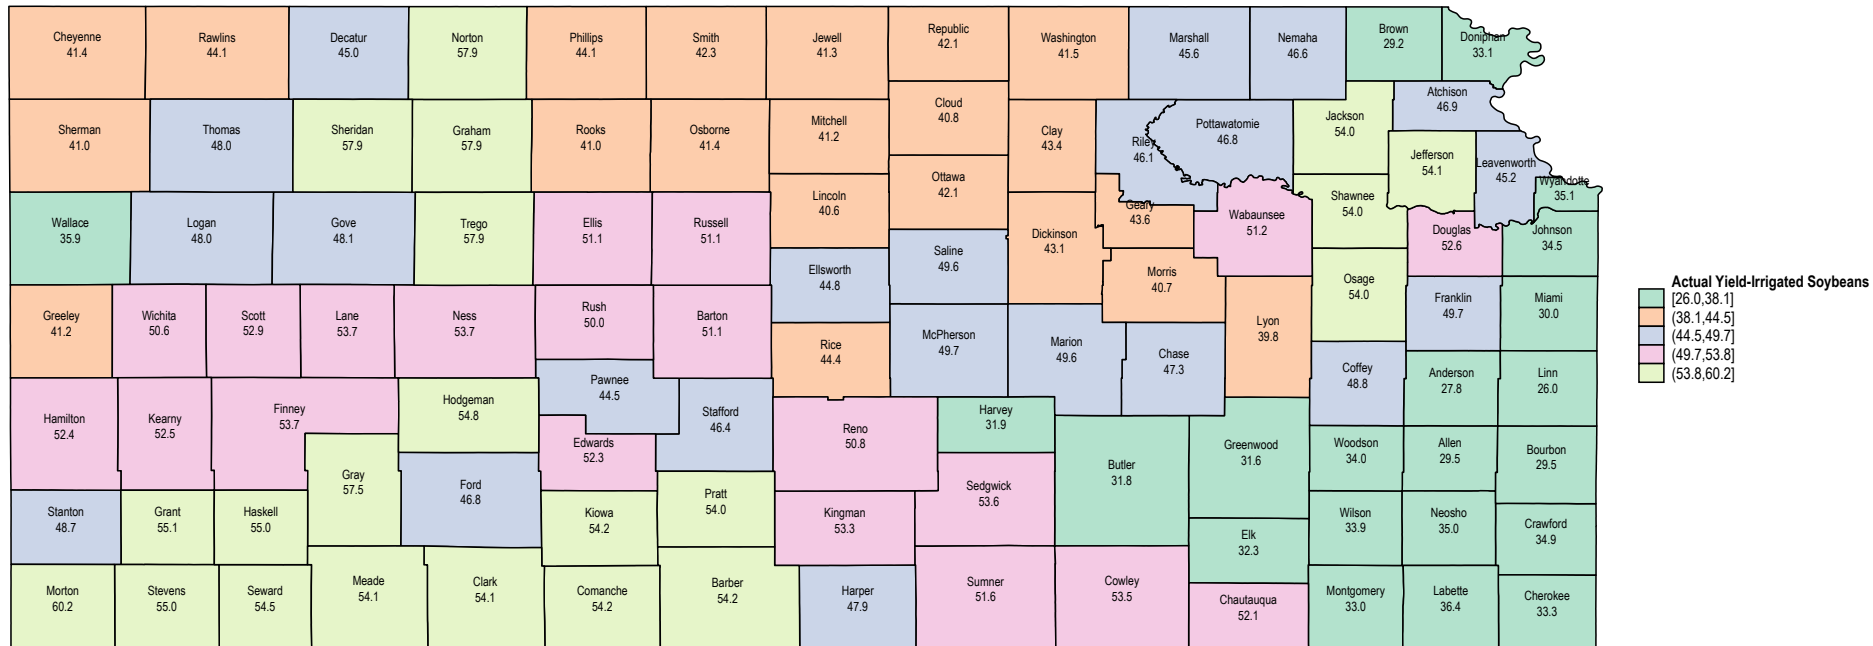 Cheyenne
41.4
Rawlins
44.1
Decatur
45.0
Norton
57.9
Phillips
44.1
Smith
42.3
Jewell
41.3
Republic
42.1
Washington
41.5
Marshall
45.6
Nemaha
46.6
Brown
29.2
Doniphan
33.1
Sherman
41.0
Thomas
48.0
Sheridan
57.9
Graham
57.9
Rooks
41.0
Osborne
41.4
Mitchell
41.2
Cloud
40.8
Clay
43.4
Riley
46.1
Pottawatomie
46.8
Jackson
54.0
Atchison
46.9
Jefferson
54.1
Leavenworth
45.2
Wyandotte
35.1
Wallace
35.9
Logan
48.0
Gove
48.1
Trego
57.9
Ellis
51.1
Russell
51.1
Lincoln
40.6
Ottawa
42.1
Saline
49.6
Ellsworth
44.8
Dickinson
43.1
Geary
43.6
Morris
40.7
Wabaunsee
51.2
Shawnee
54.0
Douglas
52.6
Johnson
34.5
Osage
54.0
Franklin
49.7
Miami
30.0
Greeley
41.2
Wichita
50.6
Scott
52.9
Lane
53.7
Ness
53.7
Rush
50.0
Barton
51.1
Rice
44.4
McPherson
49.7
Marion
49.6
Chase
47.3
Lyon
39.8
Coffey
48.8
Anderson
27.8
Linn
26.0
Hamilton
52.4
Kearny
52.5
Finney
53.7
Hodgeman
54.8
Pawnee
44.5
Stafford
46.4
Edwards
52.3
Reno
50.8
Harvey
31.9
Butler
31.8
Greenwood
31.6
Woodson
34.0
Allen
29.5
Bourbon
29.5
Gray
57.5
Ford
46.8
Pratt
54.0
Kiowa
54.2
Kingman
53.3
Sedgwick
53.6
Stanton
48.7
Grant
55.1
Haskell
55.0
Elk
32.3
Wilson
33.9
Neosho
35.0
Crawford
34.9
Morton
60.2
Stevens
55.0
Seward
54.5
Meade
54.1
Clark
54.1
Comanche
54.2
Barber
54.2
Harper
47.9
Sumner
51.6
Cowley
53.5
Chautauqua
52.1
Montgomery
33.0
Labette
36.4
Cherokee
33.3
Actual Yield-Irrigated Soybeans
[26.0,38.1]
(38.1,44.5]
(44.5,49.7]
(49.7,53.8]
(53.8,60.2]